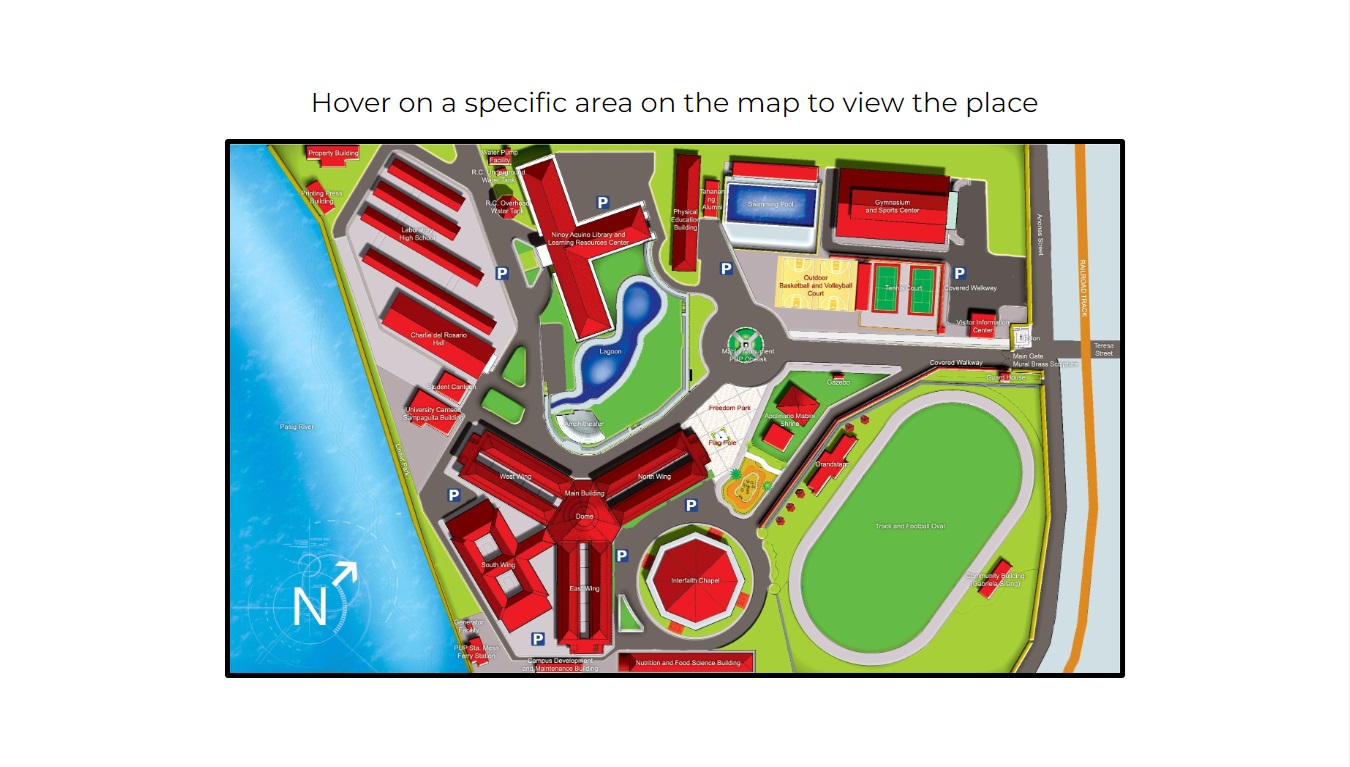 Hover on a specific area on the map to view the place
Property Building
Water Pump
Facility
R.C. Underground
Water Tank
Printing Press
Building
R.C. Overhead
Water Tank
P
Tahanan
ng
Alumni
Swimming Pool
Gymnasium
and Sports Center
Physical
Education
Building
Laboratory
High School
Ninoy Aquino Library and
Learning Resources Center
Anonas Street
P
P
P
Outdoor
Basketball and Volleyball
Court
Tennis Court
Covered Walkway
RAILROAD TRACK
Visitor Information
Center
Charlie del Rosario
Hall
Lagoon
Teresa
Street
Main Gate
Mural Brass Sculpture
Covered Walkway
Guard House
Gazebo
Student Canteen
University Canteen
Sampaguita Building
Freedom Park
Apolinario Mabini
Shrine
Amphitheater
Pasig River
Linear Park
Flag Pole
Grandstand
West Wing
North Wing
Main Building
P
P
Dome
Track and Football Oval
P
South Wing
East Wing
Interfaith Chapel
Community Building
(Gabriela Silang)
N
Generator
Facility
P
PUP Sta. Mesa
Ferry Station
Campus Development
and Maintenance Building
Nutrition and Food Science Building